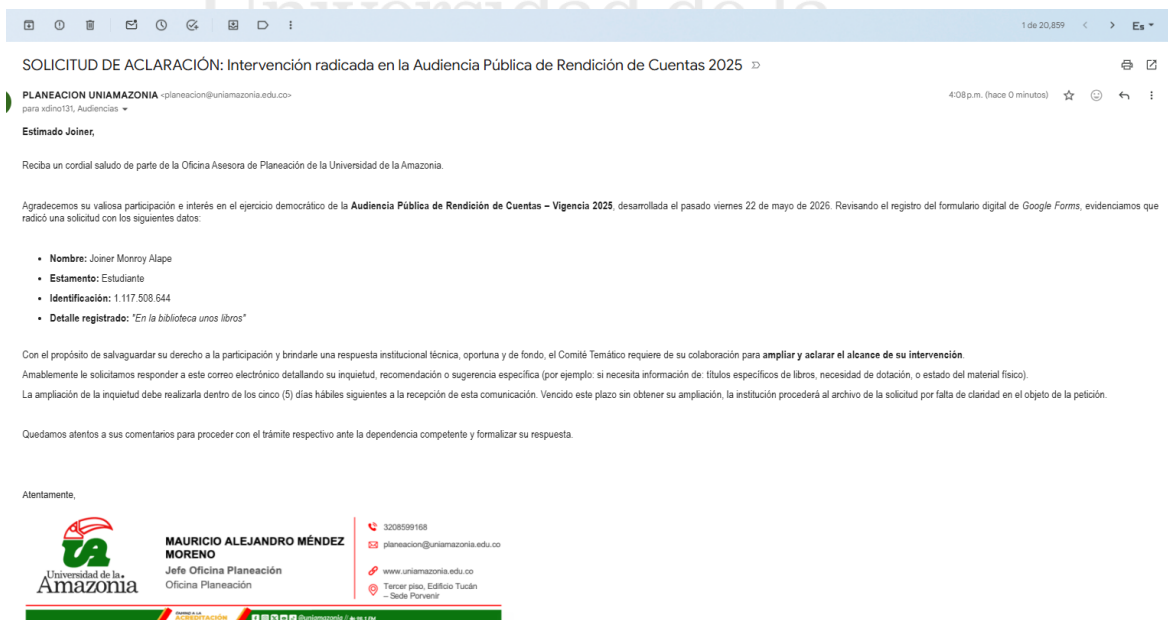 Universidad de la
1 de 20,859
Es
SOLICITUD DE ACLARACIÓN: Intervención radicada en la Audiencia Pública de Rendición de Cuentas 2025
PLANEACION UNIAMAZONIA <planeacion@uniamazonia.edu.co>
4:08 p.m. (hace 0 minutos)
para xdino131, Audiencias
Estimado Joiner,
Reciba un cordial saludo de parte de la Oficina Asesora de Planeación de la Universidad de la Amazonia.
Agradecemos su valiosa participación e interés en el ejercicio democrático de la Audiencia Pública de Rendición de Cuentas – Vigencia 2025, desarrollada el pasado viernes 22 de mayo de 2026. Revisando el registro del formulario digital de Google Forms, evidenciamos que
radicó una solicitud con los siguientes datos:
• Nombre: Joiner Monroy Alape
• Estamento: Estudiante
• Identificación: 1.117.508.644
• Detalle registrado: "En la biblioteca unos libros"
Con el propósito de salvaguardar su derecho a la participación y brindarle una respuesta institucional técnica, oportuna y de fondo, el Comité Temático requiere de su colaboración para ampliar y aclarar el alcance de su intervención.
Amablemente le solicitamos responder a este correo electrónico detallando su inquietud, recomendación o sugerencia específica (por ejemplo: si necesita información de: títulos específicos de libros, necesidad de dotación, o estado del material físico).
La ampliación de la inquietud debe realizarla dentro de los cinco (5) días hábiles siguientes a la recepción de esta comunicación. Vencido este plazo sin obtener su ampliación, la institución procederá al archivo de la solicitud por falta de claridad en el objeto de la petición.
Quedamos atentos a sus comentarios para proceder con el trámite respectivo ante la dependencia competente y formalizar su respuesta.
Atentamente,
Universidad de la
Amazonia
MAURICIO ALEJANDRO MÉNDEZ
MORENO
Jefe Oficina Planeación
Oficina Planeación
3208599168
planeacion@uniamazonia.edu.co
www.uniamazonia.edu.co
Tercer piso, Edificio Tucán
– Sede Porvenir
ACREDITACIÓN
@uniamazonia //